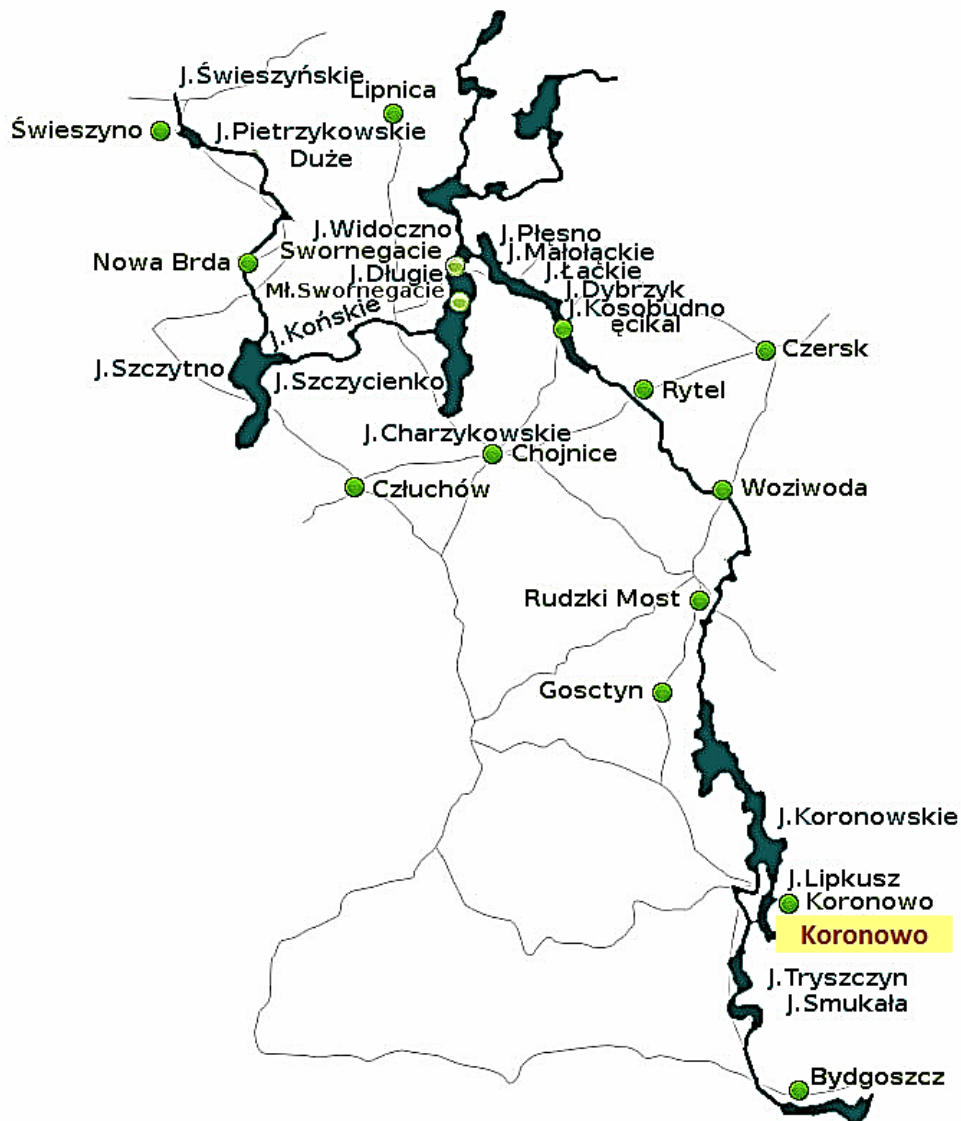 J.Świeszyńskie
Lipnica
Świeszyno
J.Pietrzykowskie
Duże
J.Widoczno
Swornegacie
J.Płęsno
J.Małołąckie
Nowa Brda
J.Długie
J.Łąckie
Mł.Swornegacie
J.Dybrzyk
J.Kosobudno
ęcikal
J.Końskie
Czersk
J.Szczytno
J.Szczycienko
Rytel
J.Charzykowskie
Chojnice
Człuchów
Woziwoda
Rudzki Most
Gosctyn
J.Koronowskie
J.Lipkusz
Koronowo
Koronowo
J.Tryszczyn
J.Smukała
Bydgoszcz